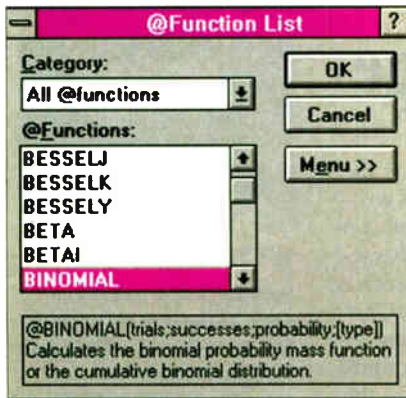 @Function List
?
Category:
All @functions
OK
Cancel
@Functions:
Menu >>
BESSELJ
BESSELK
BESSELY
BETA
BETAI
BINOMIAL
@BINOMIAL(trials;successes;probability;[type])
Calculates the binomial probability mass function
or the cumulative binomial distribution.